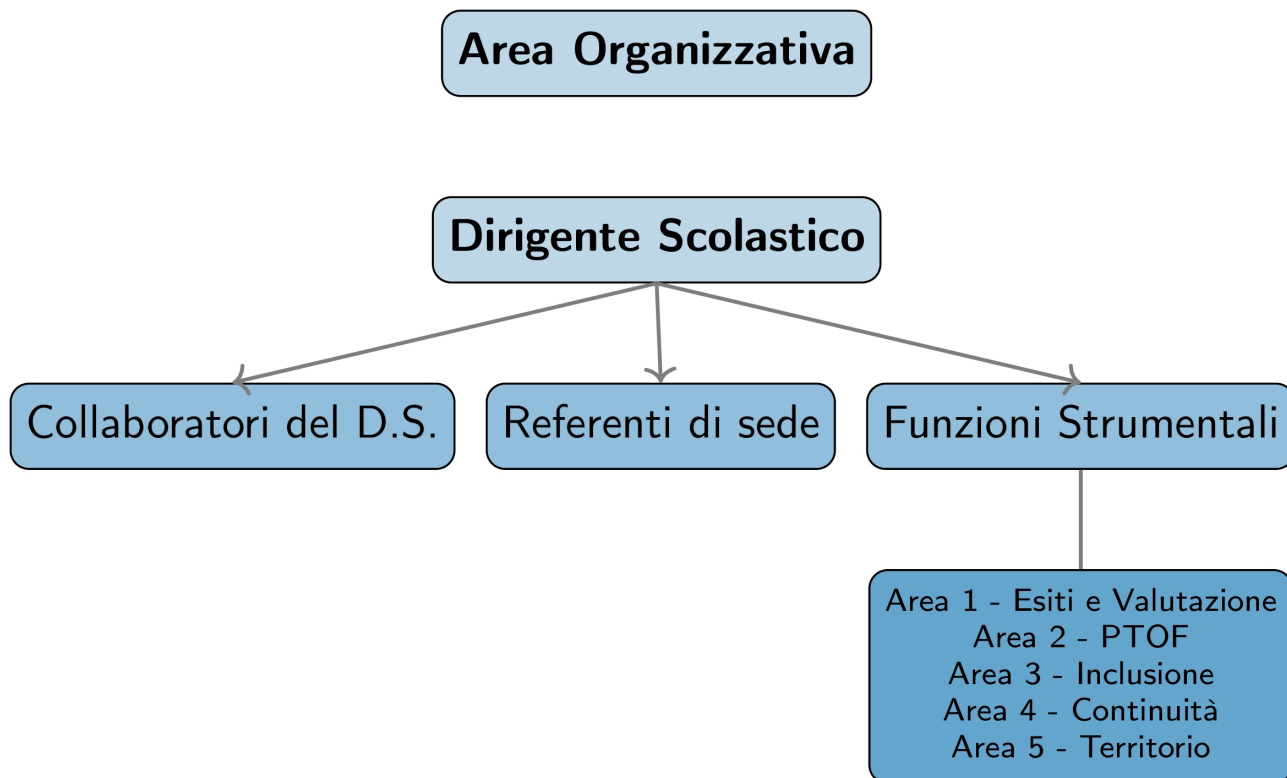 Area Organizzativa
Dirigente Scolastico
Collaboratori del D.S.
Referenti di sede
Funzioni Strumentali
Area 1 - Esiti e Valutazione
Area 2 - PTOF
Area 3 - Inclusione
Area 4 - Continuità
Area 5 - Territorio